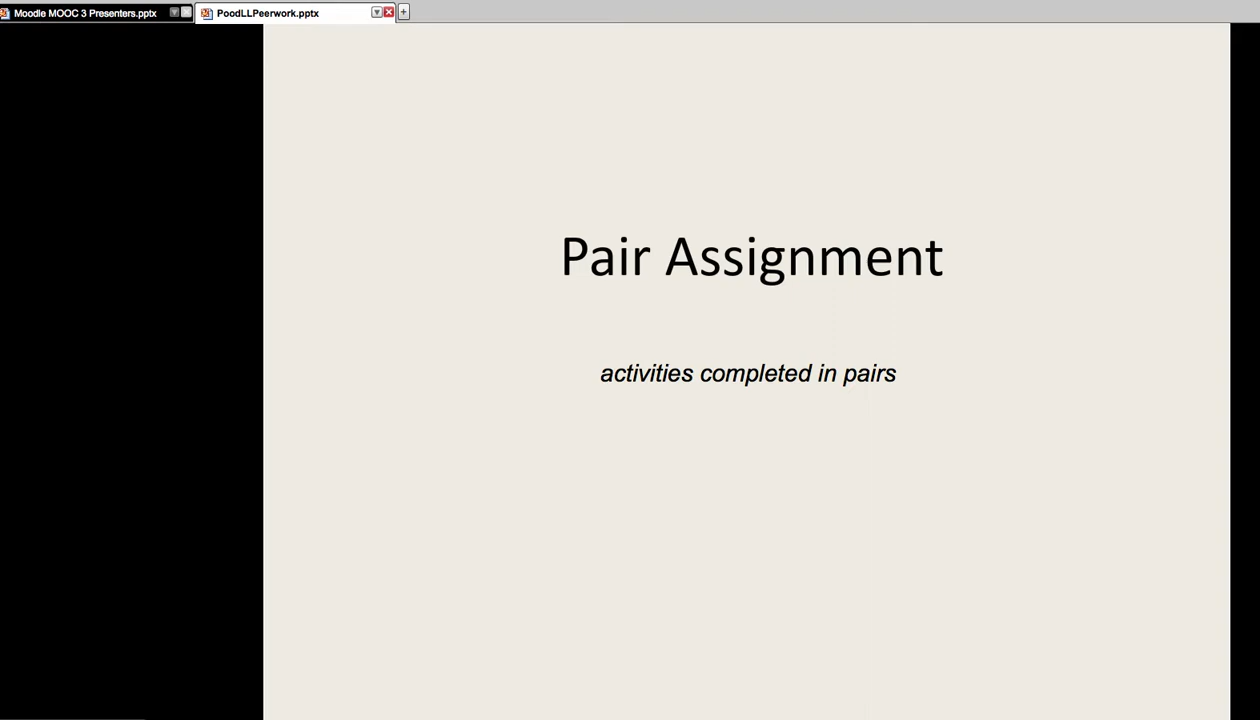 Moodle MOOC 3 Presenters.pptx
PoodLLPeerwork.pptx
Pair Assignment
activities completed in pairs